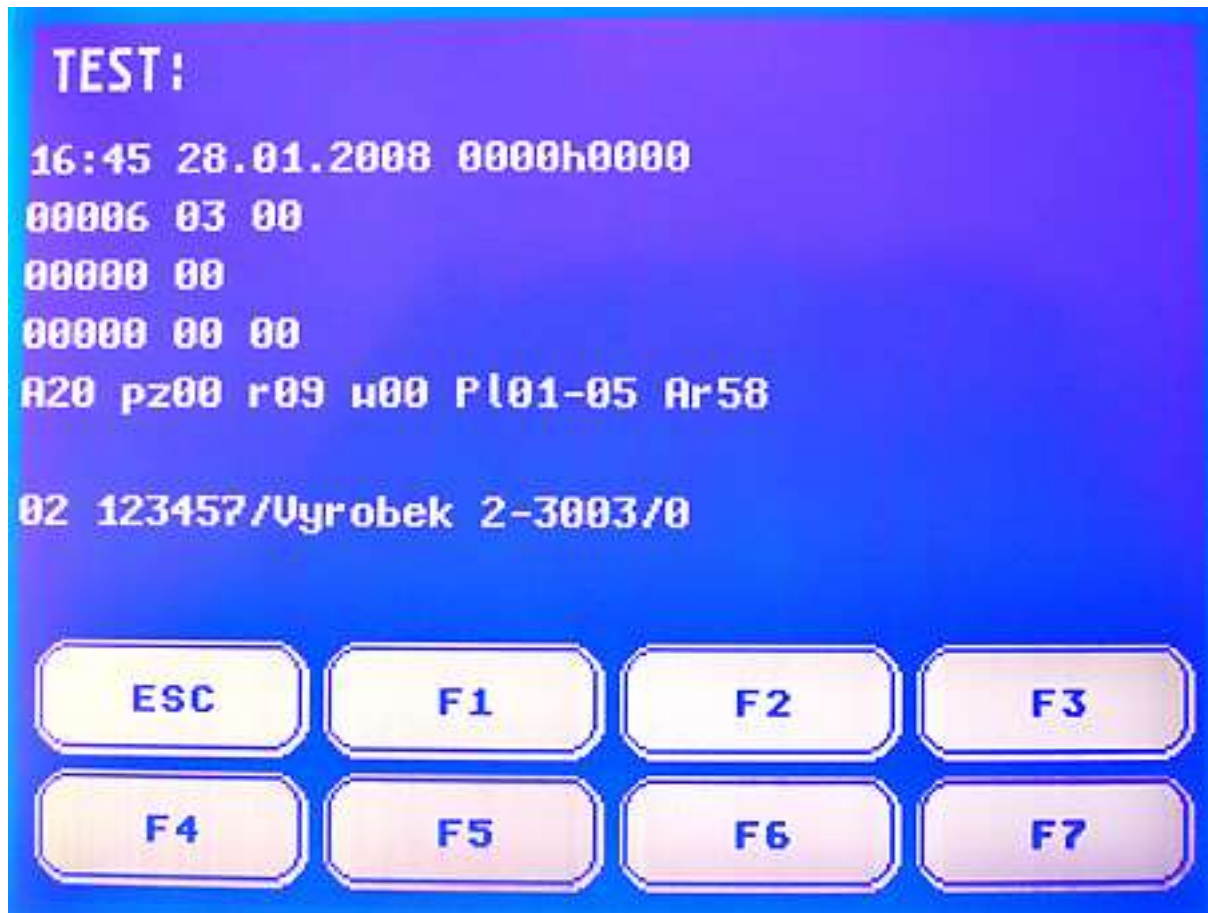 TEST:
16:45 28.01.2008 0000h0000
00006 03 00
00000 00
00000 00 00
A20 pz00 r09 w00 Pl01-05 Ar58
02 123457/Vyrobek 2-3003/0
ESC F1 F2 F3
F4 F5 F6 F7